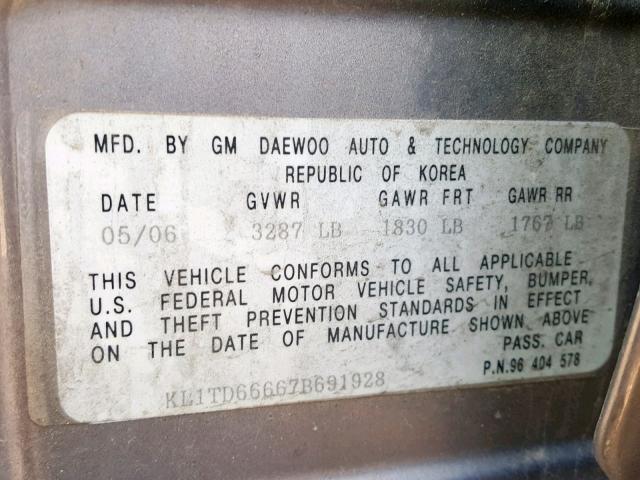 MFD. BY GM DAEWOO AUTO & TECHNOLOGY COMPANY
REPUBLIC OF KOREA
DATE GVWR GAWR FRT GAWR RR
05/06 3287 LB 1830 LB 1767 LB
THIS VEHICLE CONFORMS TO ALL APPLICABLE
U.S. FEDERAL MOTOR VEHICLE SAFETY, BUMPER,
AND THEFT PREVENTION STANDARDS IN EFFECT
ON THE DATE OF MANUFACTURE SHOWN ABOVE
PASS. CAR
P.N.96 404 578
KL1TD66667B691928